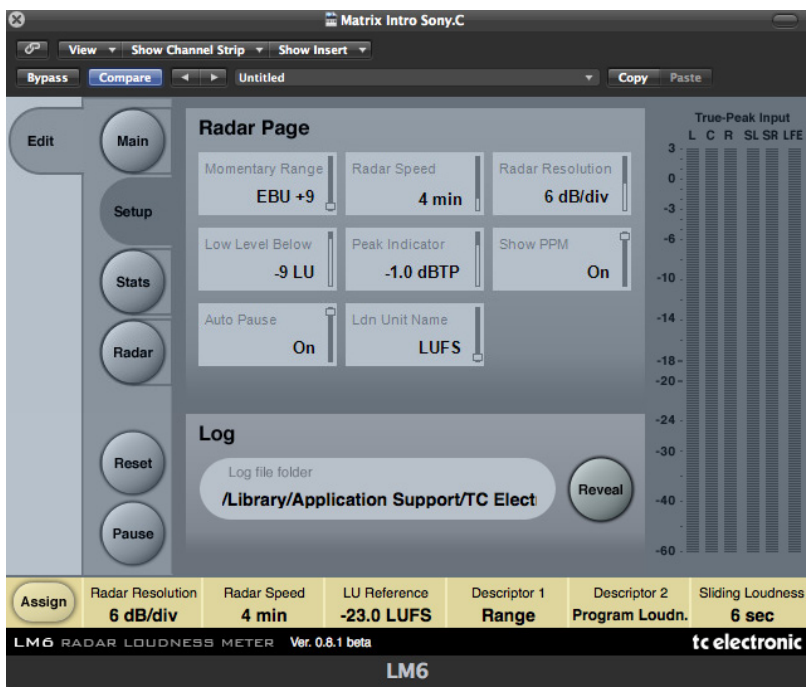 Matrix Intro Sony.C
View Show Channel Strip Show Insert
Bypass Compare Untitled Copy Paste
Edit
Main
Setup
Stats
Radar
Reset
Pause
Radar Page
Momentary Range Radar Speed Radar Resolution
EBU +9 4 min 6 dB/div
Low Level Below Peak Indicator Show PPM
-9 LU -1.0 dBTP On
Auto Pause Ldn Unit Name
On LUFS
Log
Log file folder
/Library/Application Support/TC Elect
Reveal
True-Peak Input
L C R SL SR LFE
3
0
-3
-6
-10
-14
-18
-20
-24
-30
-40
-60
Assign
Radar Resolution Radar Speed LU Reference Descriptor 1 Descriptor 2 Sliding Loudness
6 dB/div 4 min -23.0 LUFS Range Program Loudn. 6 sec
LM6 RADAR LOUDNESS METER Ver. 0.8.1 beta tc electronic
LM6